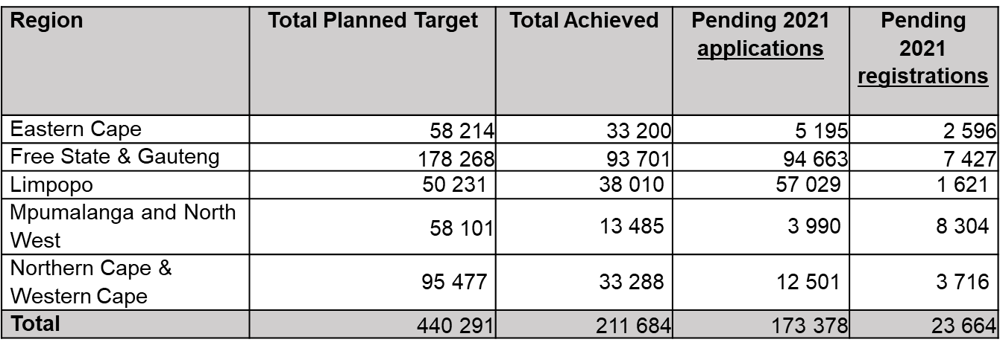 Region Total Planned Target Total Achieved Pending 2021 Pending
applications 2021
registrations
Eastern Cape 58 214 33 200 5 195 2 596
Free State & Gauteng 178 268 93 701 94 663 7 427
Limpopo 50 231 38 010 57 029 1 621
Mpumalanga and North
West 58 101 13 485 3 990 8 304
Northern Cape &
Western Cape 95 477 33 288 12 501 3 716
Total 440 291 211 684 173 378 23 664